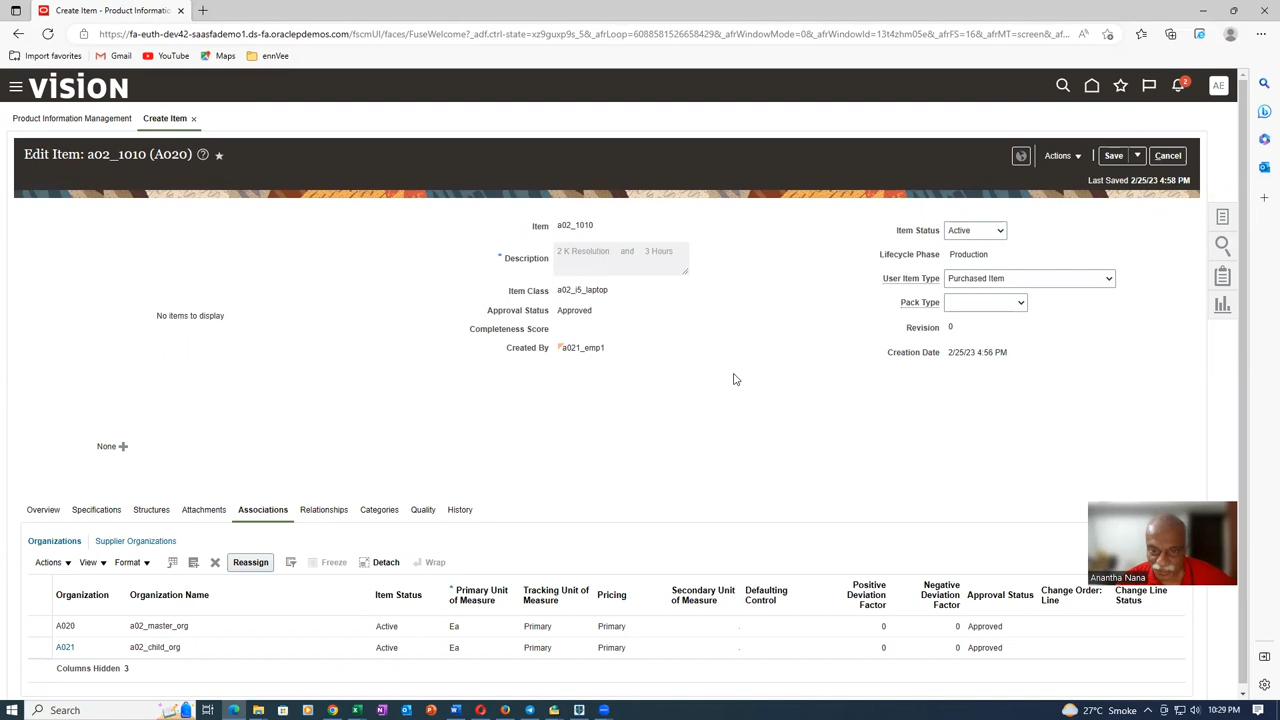 Create Item - Product Informatio
https://fa-euth-dev42-saasfademo1.ds-fa.oraclepdemos.com/fscmUI/faces/FuseWelcome?_adf.ctrl-state=xz9guxp9s_5&_afrLoop=6088581526658429&_afrWindowMode=0&_afrWindowId=13t4zhm05e&_afrFS=16&_afrMT=screen&_afr...
Import favorites
Gmail
YouTube
Maps
ennVee
VISION
2
AE
Product Information Management
Create Item
Edit Item: a02_1010 (A020)
Actions
Save
Cancel
Last Saved 2/25/23 4:58 PM
Item a02_1010
* Description 2 K Resolution and 3 Hours
Item Class a02_i5_laptop
Approval Status Approved
Completeness Score
Created By a021_emp1
Item Status Active
Lifecycle Phase Production
User Item Type Purchased Item
Pack Type
Revision 0
Creation Date 2/25/23 4:56 PM
No items to display
None
Overview Specifications Structures Attachments Associations Relationships Categories Quality History
Organizations Supplier Organizations
Actions View Format Reassign Freeze Detach Wrap
Organization Organization Name Item Status * Primary Unit of Measure Tracking Unit of Measure Pricing Secondary Unit of Measure Defaulting Control Positive Deviation Factor Negative Deviation Factor Approval Status Change Order: Line Change Line Status
A020 a02_master_org Active Ea Primary Primary . 0 0 Approved
A021 a02_child_org Active Ea Primary Primary . 0 0 Approved
Columns Hidden 3
Anantha Nana
Search
27°C Smoke
10:29 PM